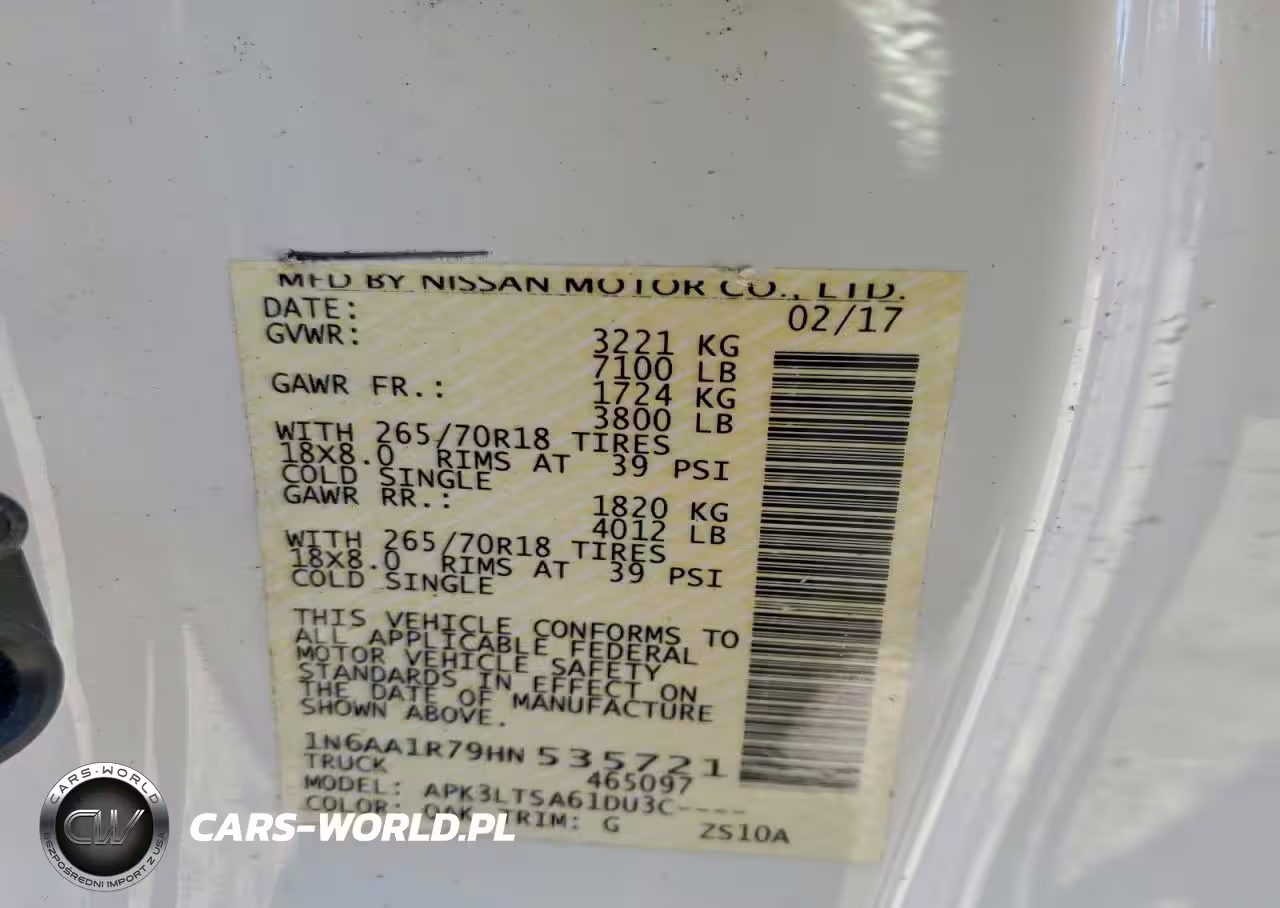 MFD BY NISSAN MOTOR CO., LTD.
DATE: 02/17
GVWR: 3221 KG
7100 LB
GAWR FR.: 1724 KG
3800 LB
WITH 265/70R18 TIRES
18X8.0 RIMS AT 39 PSI
COLD SINGLE
GAWR RR.: 1820 KG
4012 LB
WITH 265/70R18 TIRES
18X8.0 RIMS AT 39 PSI
COLD SINGLE
THIS VEHICLE CONFORMS TO
ALL APPLICABLE FEDERAL
MOTOR VEHICLE SAFETY
STANDARDS IN EFFECT ON
THE DATE OF MANUFACTURE
SHOWN ABOVE.
1N6AA1R79HN535721
TRUCK 465097
MODEL: APK3LTSA61DU3C----
COLOR: QAK TRIM: G ZS10A
CARS-WORLD
CW
BEZPOŚREDNI IMPORT Z USA
CARS-WORLD.PL